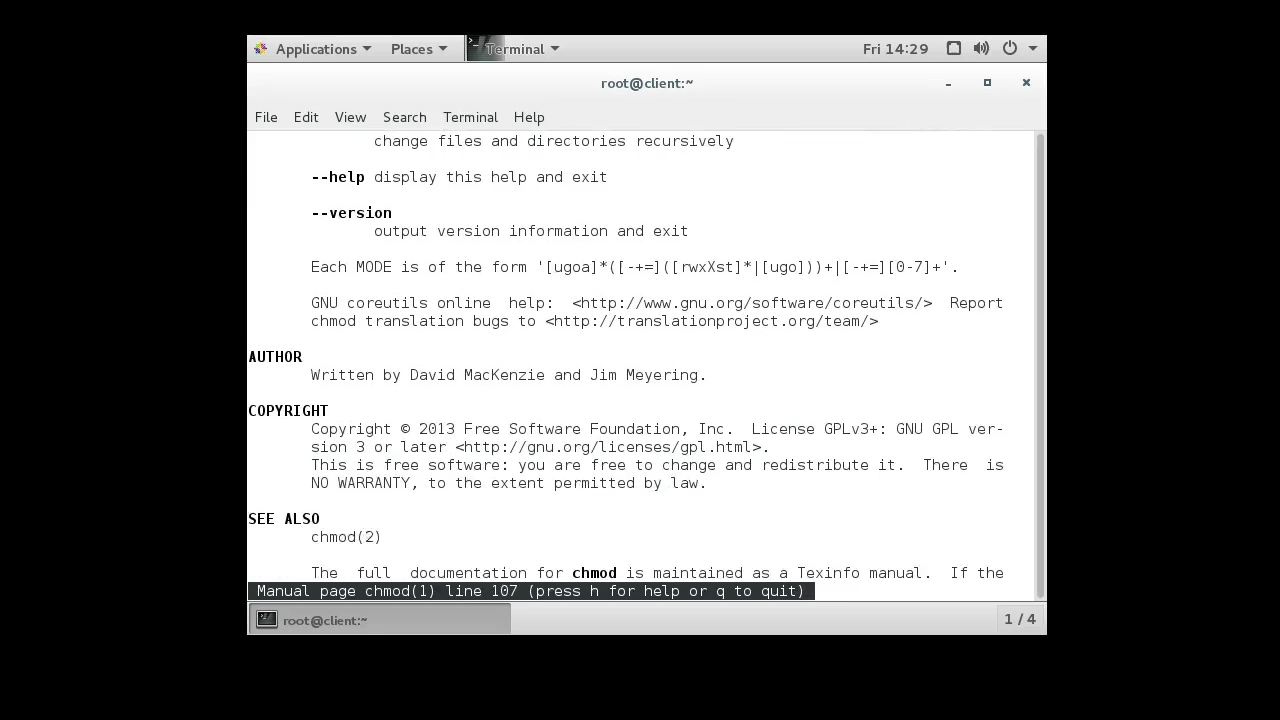 Applications Places Terminal Fri 14:29
root@client:~
File Edit View Search Terminal Help
change files and directories recursively
--help display this help and exit
--version
output version information and exit
Each MODE is of the form '[ugoa]*([-+=]([rwxXst]*|[ugo]))+|[-+=][0-7]+'.
GNU coreutils online help: <http://www.gnu.org/software/coreutils/> Report
chmod translation bugs to <http://translationproject.org/team/>
AUTHOR
Written by David MacKenzie and Jim Meyering.
COPYRIGHT
Copyright © 2013 Free Software Foundation, Inc. License GPLv3+: GNU GPL ver-
sion 3 or later <http://gnu.org/licenses/gpl.html>.
This is free software: you are free to change and redistribute it. There is
NO WARRANTY, to the extent permitted by law.
SEE ALSO
chmod(2)
The full documentation for chmod is maintained as a Texinfo manual. If the
Manual page chmod(1) line 107 (press h for help or q to quit)
root@client:~ 1 / 4